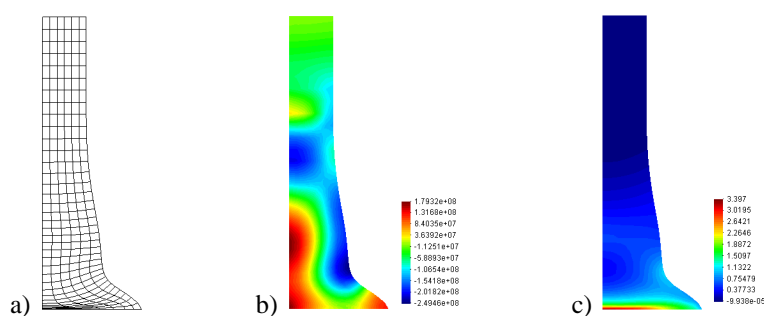 a)
b)
1.7932e+08
1.3168e+08
8.4035e+07
3.6392e+07
-1.1251e+07
-5.8893e+07
-1.0654e+08
-1.5418e+08
-2.0182e+08
-2.4946e+08
c)
3.397
3.0195
2.6421
2.2646
1.8872
1.5097
1.1322
0.75479
0.37733
-9.938e-05